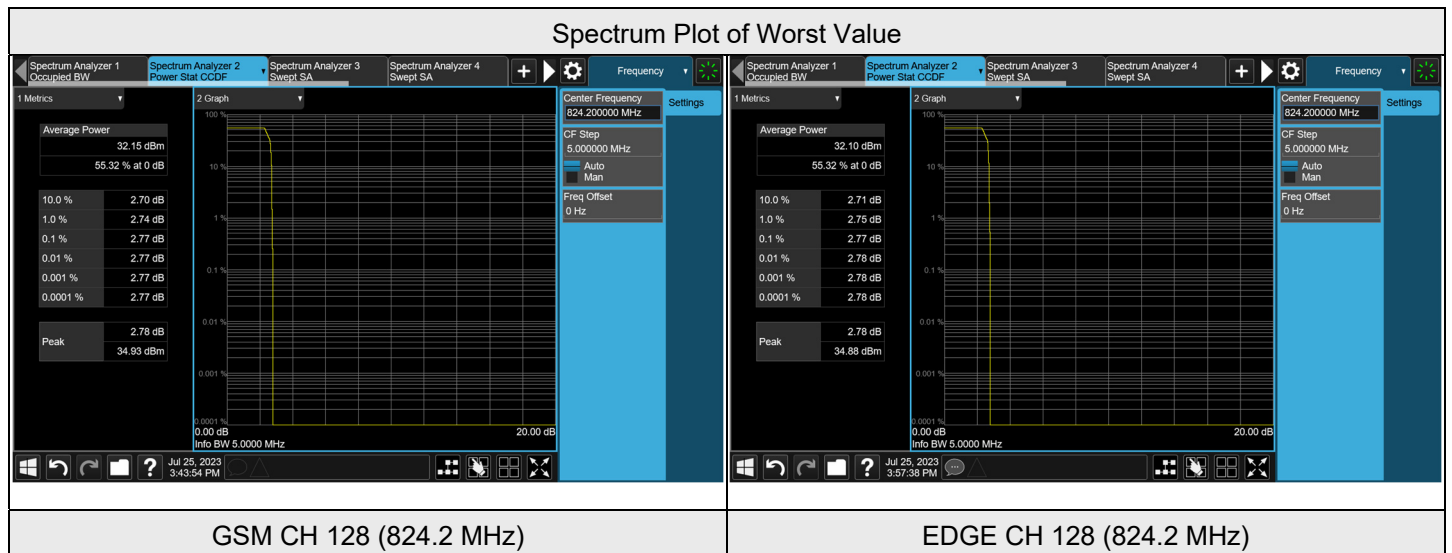 Spectrum Plot of Worst Value
Spectrum Analyzer 1
Occupied BW
Spectrum Analyzer 2
Power Stat CCDF
Spectrum Analyzer 3
Swept SA
Spectrum Analyzer 4
Swept SA
+
Frequency
1 Metrics
2 Graph
Average Power
32.15 dBm
55.32 % at 0 dB
10.0 % 2.70 dB
1.0 % 2.74 dB
0.1 % 2.77 dB
0.01 % 2.77 dB
0.001 % 2.77 dB
0.0001 % 2.77 dB
Peak
2.78 dB
34.93 dBm
100 %
10 %
1 %
0.1 %
0.01 %
0.001 %
0.0001 %
0.00 dB 20.00 dB
Info BW 5.0000 MHz
Center Frequency
824.200000 MHz
Settings
CF Step
5.000000 MHz
Auto
Man
Freq Offset
0 Hz
?
Jul 25, 2023
3:43:54 PM
Spectrum Analyzer 1
Occupied BW
Spectrum Analyzer 2
Power Stat CCDF
Spectrum Analyzer 3
Swept SA
Spectrum Analyzer 4
Swept SA
+
Frequency
1 Metrics
2 Graph
Average Power
32.10 dBm
55.32 % at 0 dB
10.0 % 2.71 dB
1.0 % 2.75 dB
0.1 % 2.77 dB
0.01 % 2.78 dB
0.001 % 2.78 dB
0.0001 % 2.78 dB
Peak
2.78 dB
34.88 dBm
100 %
10 %
1 %
0.1 %
0.01 %
0.001 %
0.0001 %
0.00 dB 20.00 dB
Info BW 5.0000 MHz
Center Frequency
824.200000 MHz
Settings
CF Step
5.000000 MHz
Auto
Man
Freq Offset
0 Hz
?
Jul 25, 2023
3:57:38 PM
GSM CH 128 (824.2 MHz)
EDGE CH 128 (824.2 MHz)